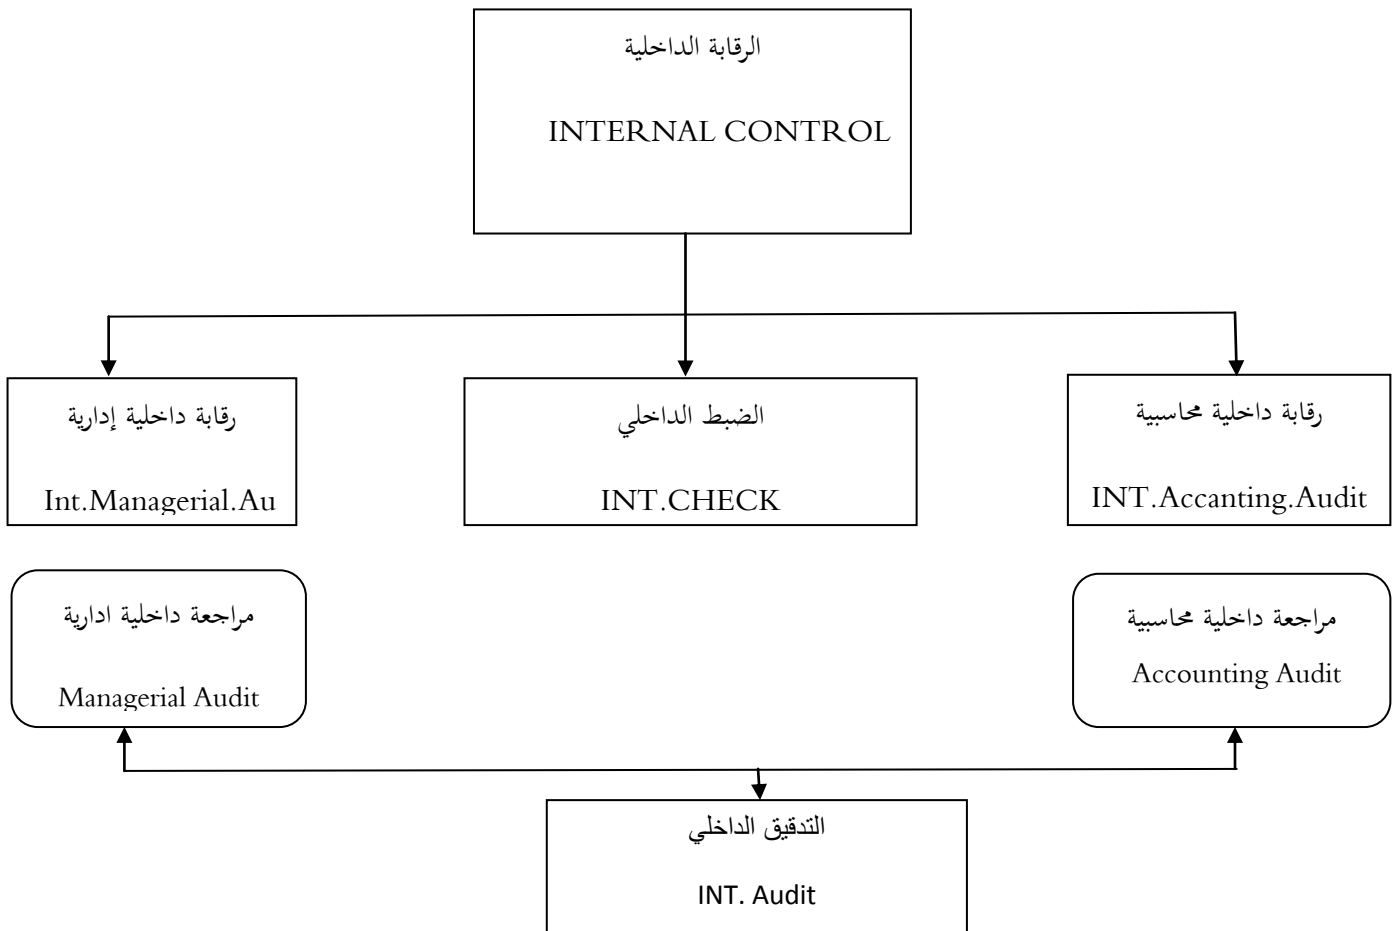 الرقابة الداخلية
INTERNAL CONTROL
رقابة داخلية محاسبية
INT.Accanting.Audit
الضبط الداخلي
INT.CHECK
رقابة داخلية إدارية
Int.Managerial.Au
مراجعة داخلية محاسبية
Accounting Audit
مراجعة داخلية ادارية
Managerial Audit
التدقيق الداخلي
INT. Audit